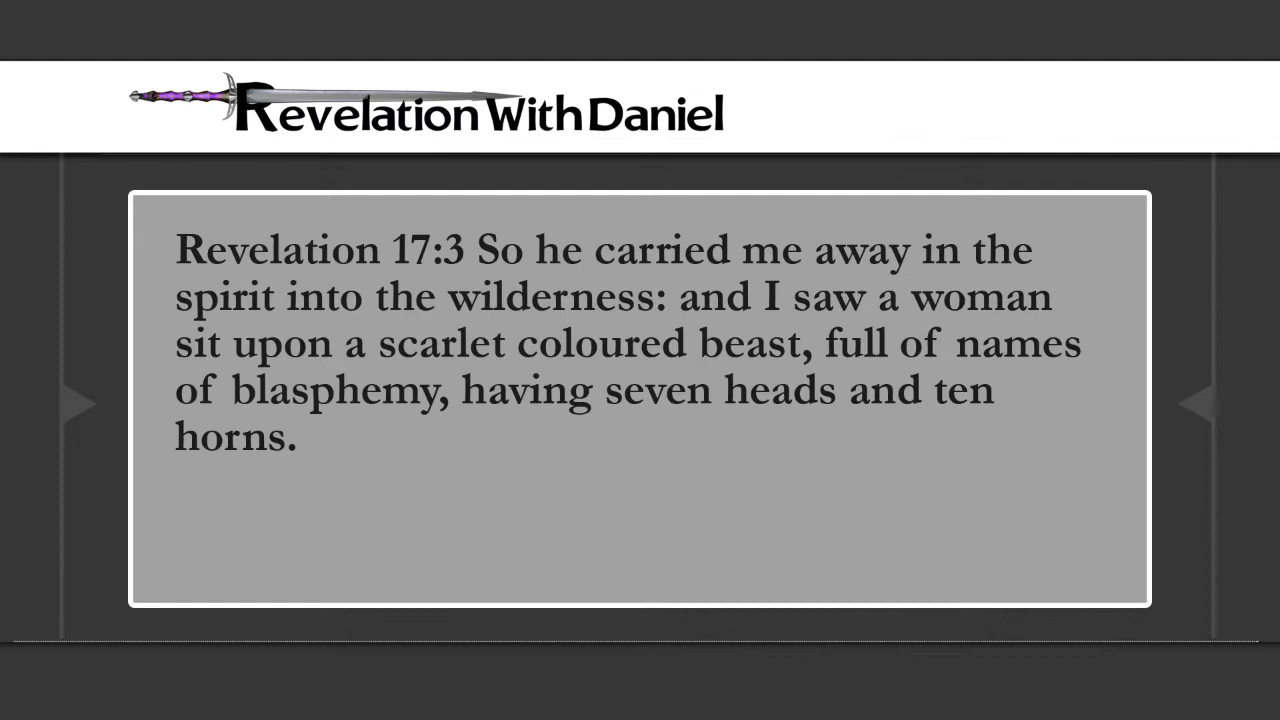 Revelation With Daniel
Revelation 17:3 So he carried me away in the
spirit into the wilderness: and I saw a woman
sit upon a scarlet coloured beast, full of names
of blasphemy, having seven heads and ten
horns.